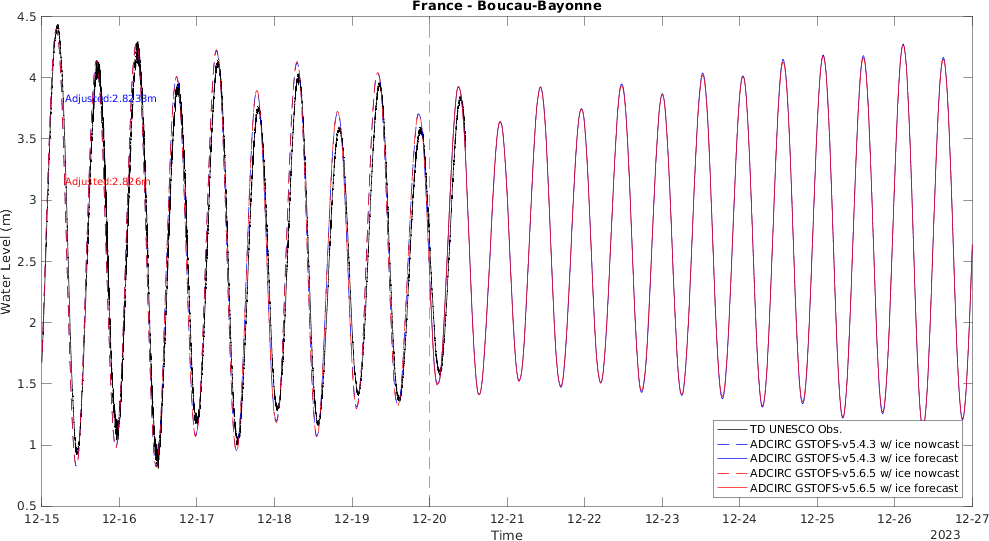 France - Boucau-Bayonne
4.5
4
3.5
3
2.5
2
1.5
1
0.5
Water Level (m)
Adjusted:2.8233m
Adjusted:2.826m
TD UNESCO Obs.
ADCIRC GSTOFS-v5.4.3 w/ ice nowcast
ADCIRC GSTOFS-v5.4.3 w/ ice forecast
ADCIRC GSTOFS-v5.6.5 w/ ice nowcast
ADCIRC GSTOFS-v5.6.5 w/ ice forecast
12-15 12-16 12-17 12-18 12-19 12-20 12-21 12-22 12-23 12-24 12-25 12-26 12-27
Time
2023